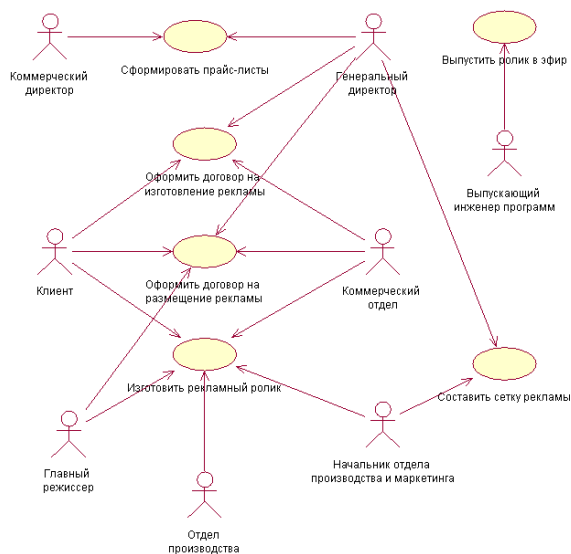 Коммерческий
директор
Сформировать прайс-листы
Генеральный
директор
Выпустить ролик в эфир
Оформить договор на
изготовление рекламы
Выпускающий
инженер программ
Клиент
Оформить договор на
размещение рекламы
Коммерческий
отдел
Изготовить рекламный ролик
Составить сетку рекламы
Главный
режиссер
Начальник отдела
производства и маркетинга
Отдел
производства